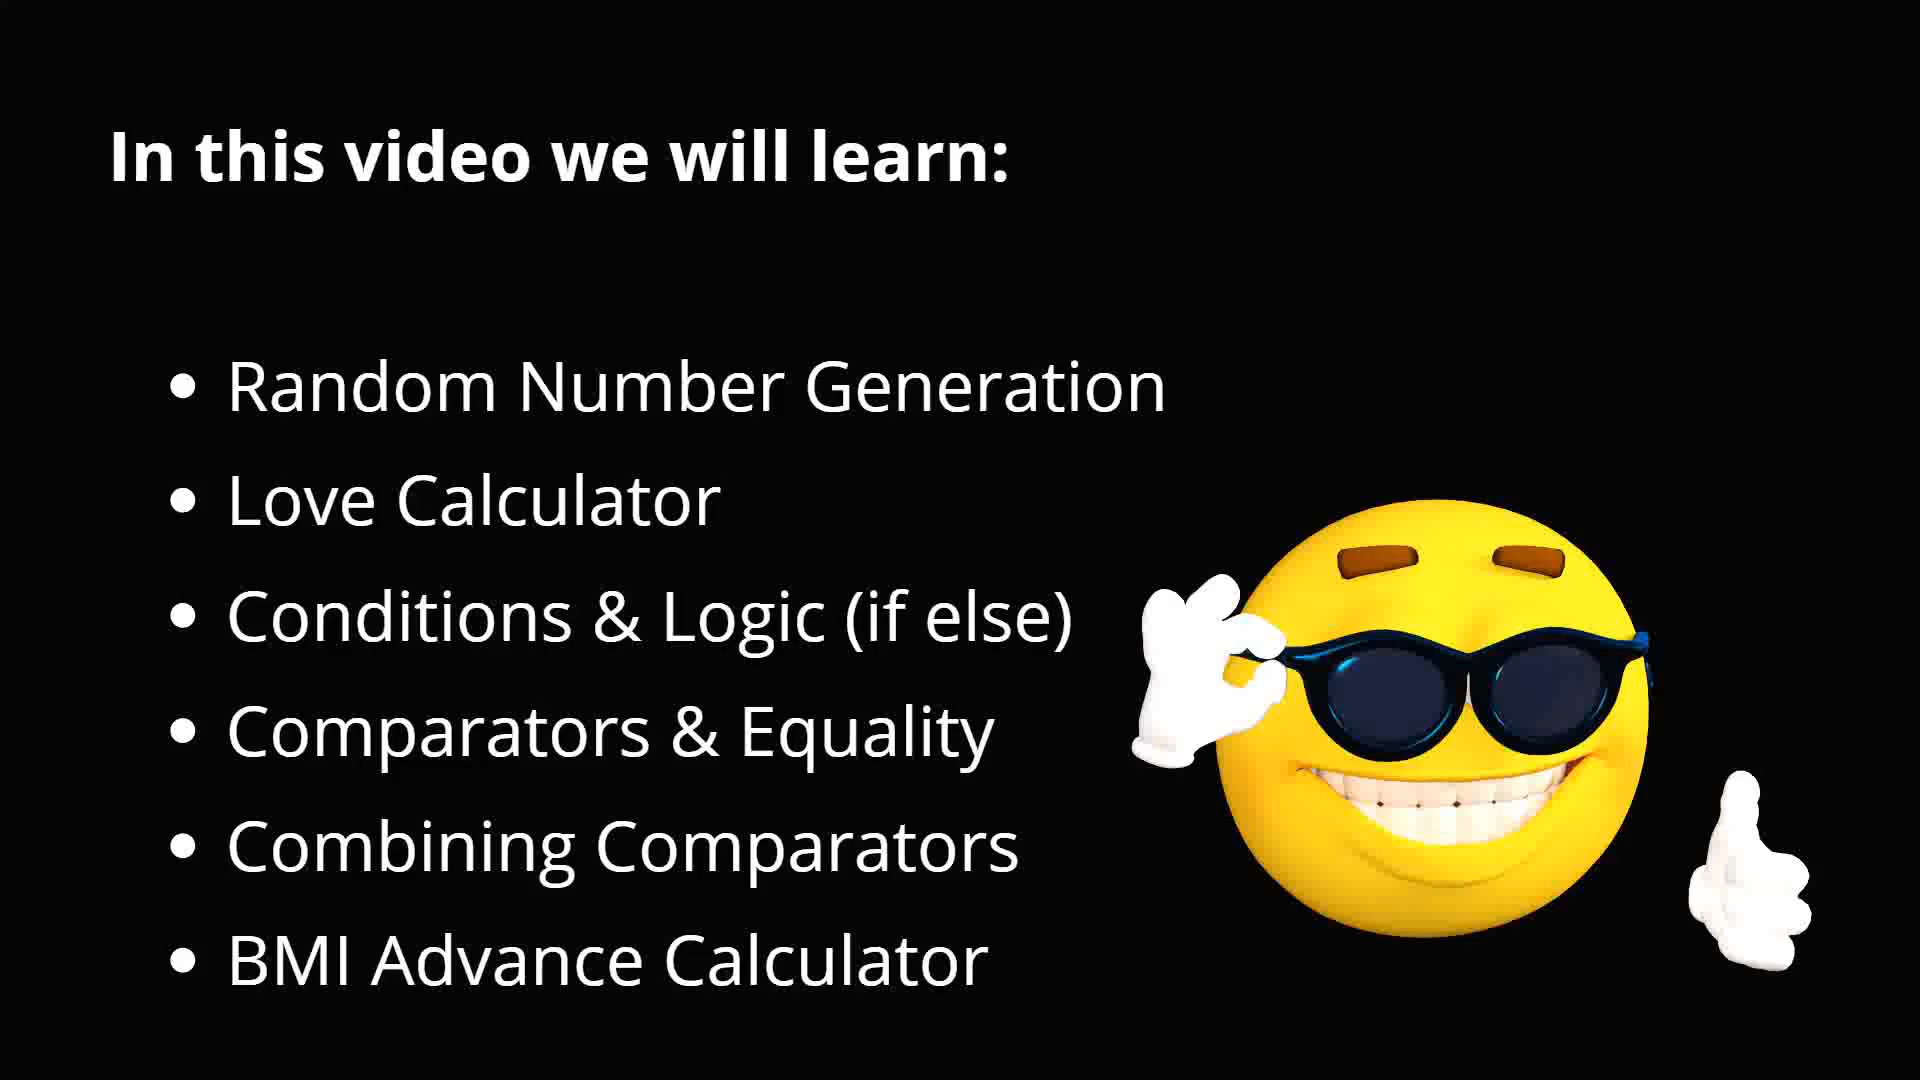 In this video we will learn:
• Random Number Generation
• Love Calculator
• Conditions & Logic (if else)
• Comparators & Equality
• Combining Comparators
• BMI Advance Calculator